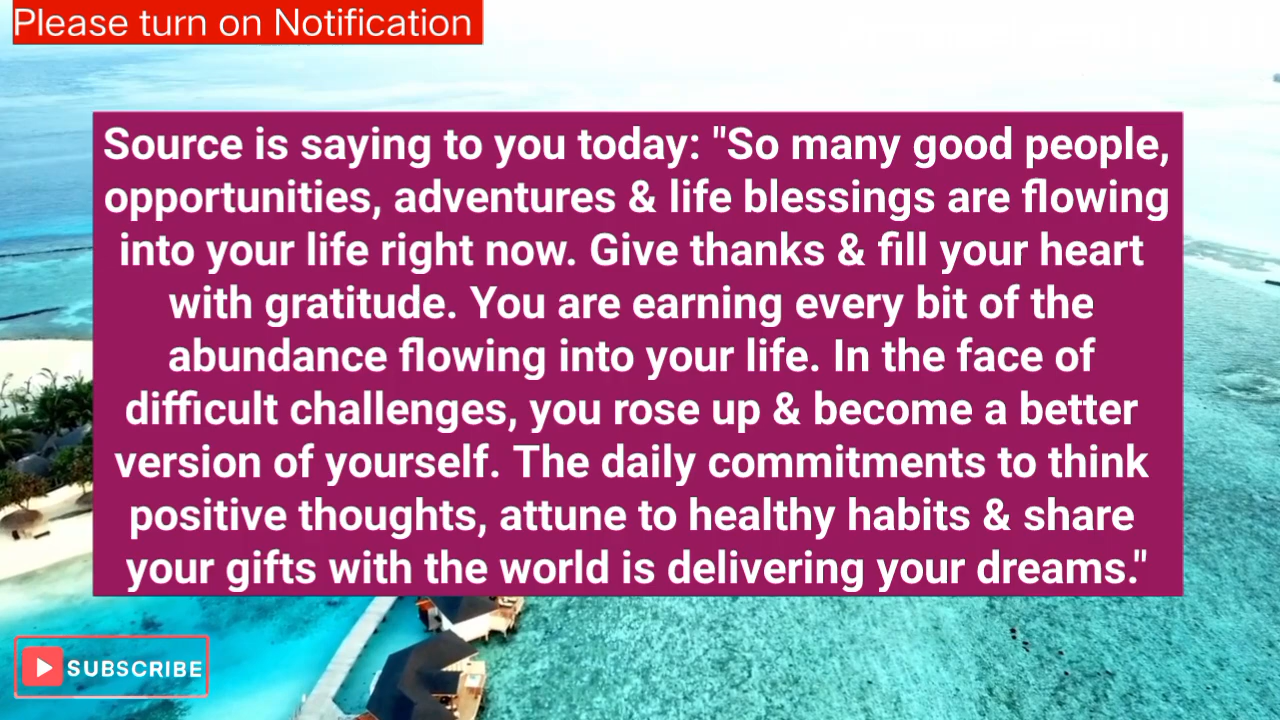 Please turn on Notification
Source is saying to you today: "So many good people,
opportunities, adventures & life blessings are flowing
into your life right now. Give thanks & fill your heart
with gratitude. You are earning every bit of the
abundance flowing into your life. In the face of
difficult challenges, you rose up & become a better
version of yourself. The daily commitments to think
positive thoughts, attune to healthy habits & share
your gifts with the world is delivering your dreams."
SUBSCRIBE